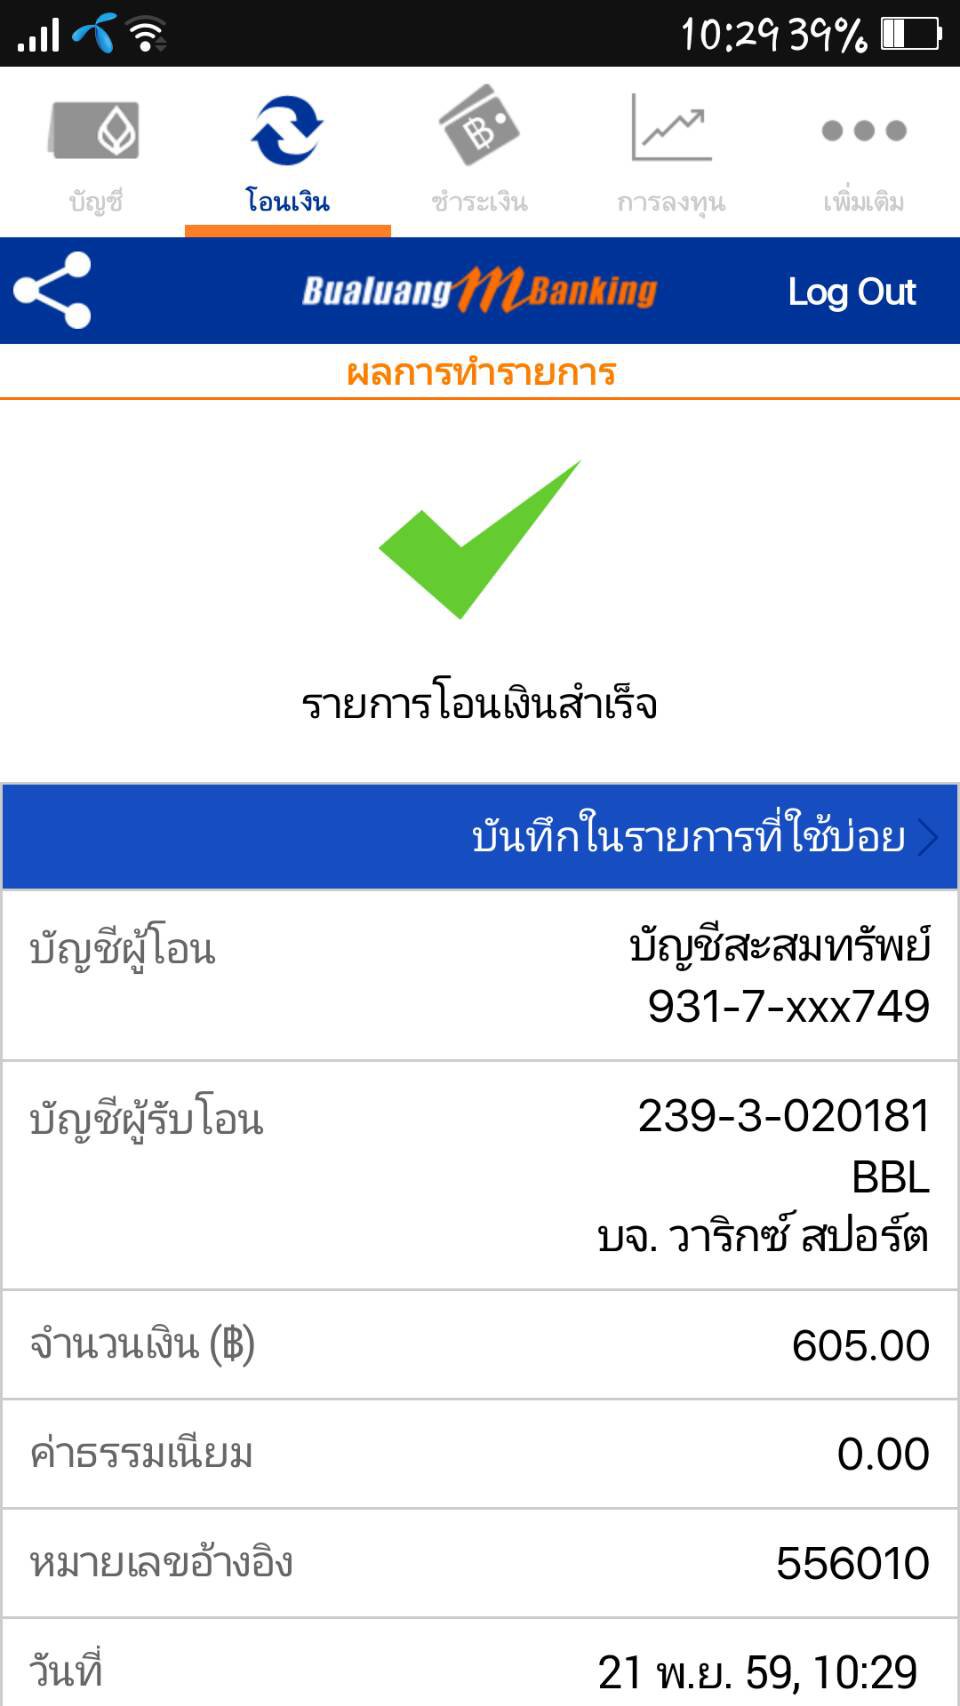 10:29 39%
บัญชี โอนเงิน ชำระเงิน การลงทุน เพิ่มเติม
Bualuang mBanking Log Out
ผลการทำรายการ
รายการโอนเงินสำเร็จ
บันทึกในรายการที่ใช้บ่อย
บัญชีผู้โอน บัญชีสะสมทรัพย์
931-7-xxx749
บัญชีผู้รับโอน 239-3-020181
BBL
บจ. วาริกซ์ สปอร์ต
จำนวนเงิน (฿) 605.00
ค่าธรรมเนียม 0.00
หมายเลขอ้างอิง 556010
วันที่ 21 พ.ย. 59, 10:29